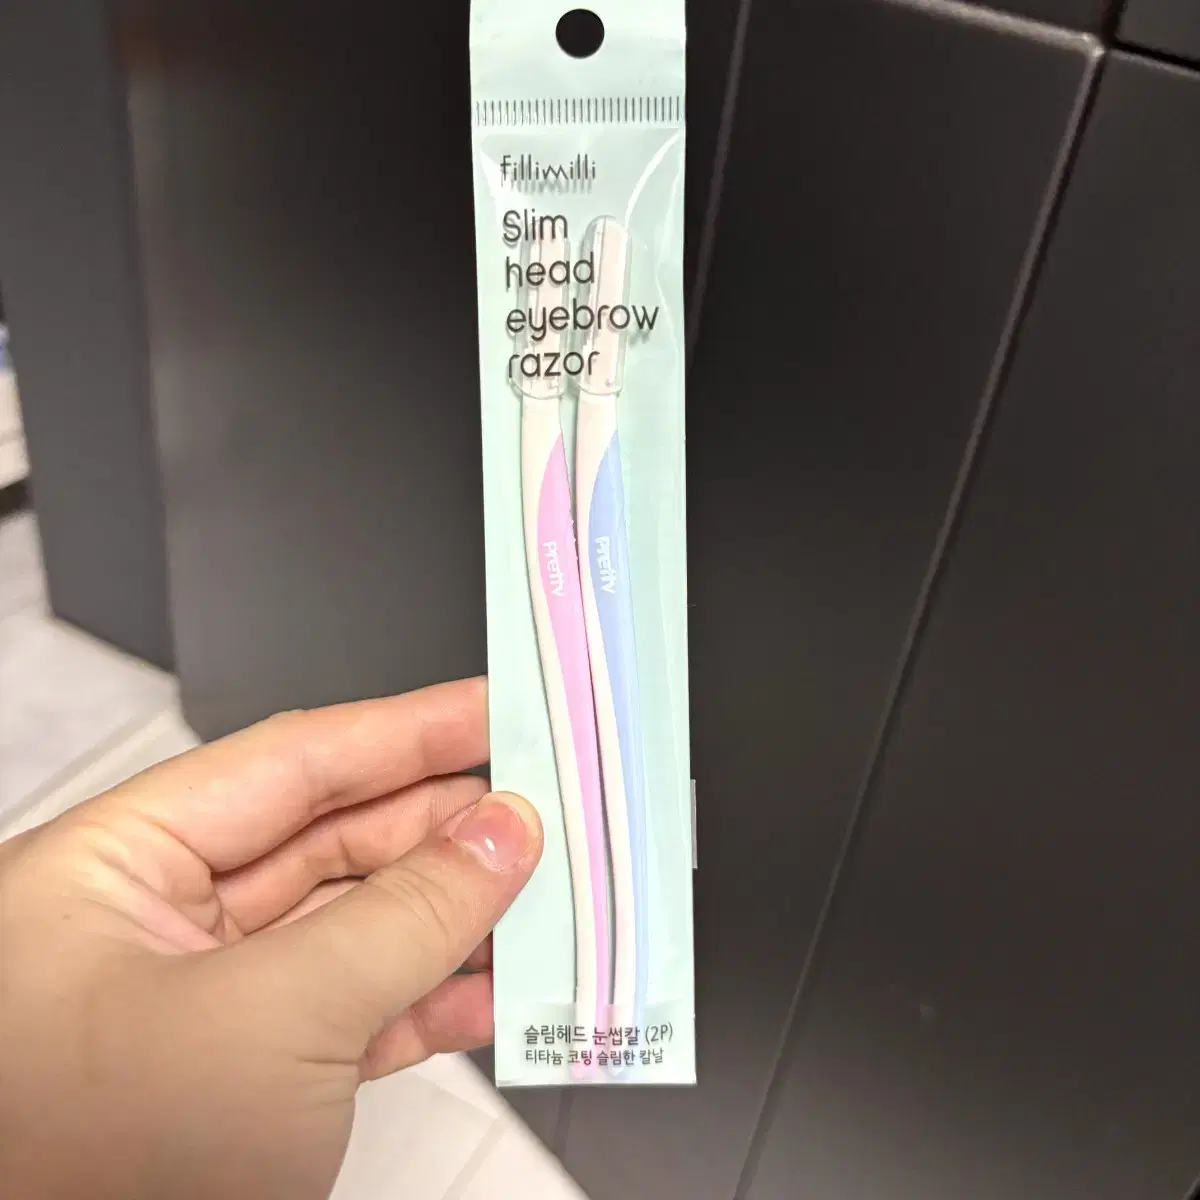 fillimilli
Slim
head
eyebrow
razor
pretty
pretty
슬림헤드 눈썹칼 (2P)
티타늄 코팅 슬림한 칼날